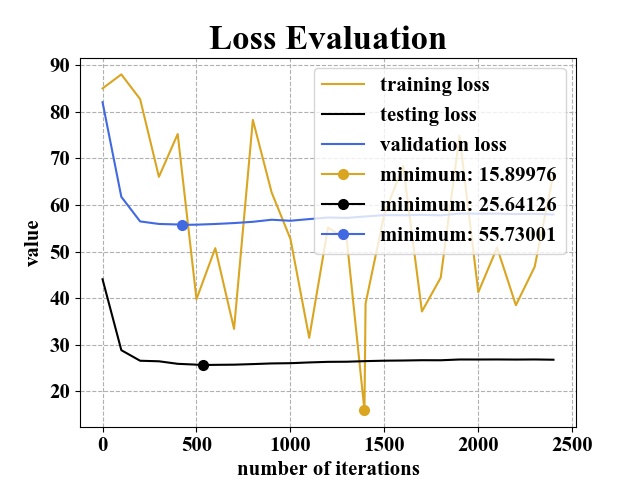 Loss Evaluation
90
80
70
60
50
40
30
20
value
training loss
testing loss
validation loss
minimum: 15.89976
minimum: 25.64126
minimum: 55.73001
0 500 1000 1500 2000 2500
number of iterations